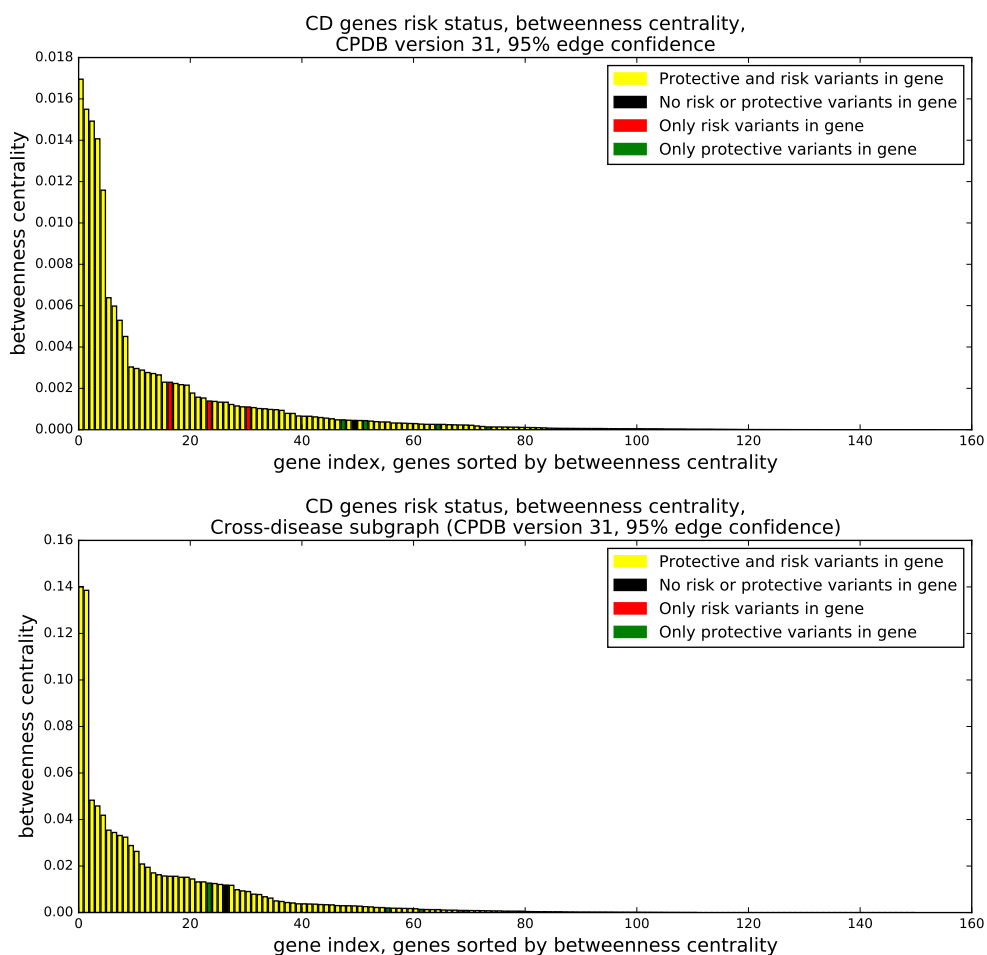 CD genes risk status, betweenness centrality,
CPDB version 31, 95% edge confidence
0.018
0.016
0.014
0.012
0.010
0.008
0.006
0.004
0.002
0.000
betweenness centrality
Protective and risk variants in gene
No risk or protective variants in gene
Only risk variants in gene
Only protective variants in gene
0 20 40 60 80 100 120 140 160
gene index, genes sorted by betweenness centrality
CD genes risk status, betweenness centrality,
Cross-disease subgraph (CPDB version 31, 95% edge confidence)
0.16
0.14
0.12
0.10
0.08
0.06
0.04
0.02
0.00
betweenness centrality
Protective and risk variants in gene
No risk or protective variants in gene
Only risk variants in gene
Only protective variants in gene
0 20 40 60 80 100 120 140 160
gene index, genes sorted by betweenness centrality